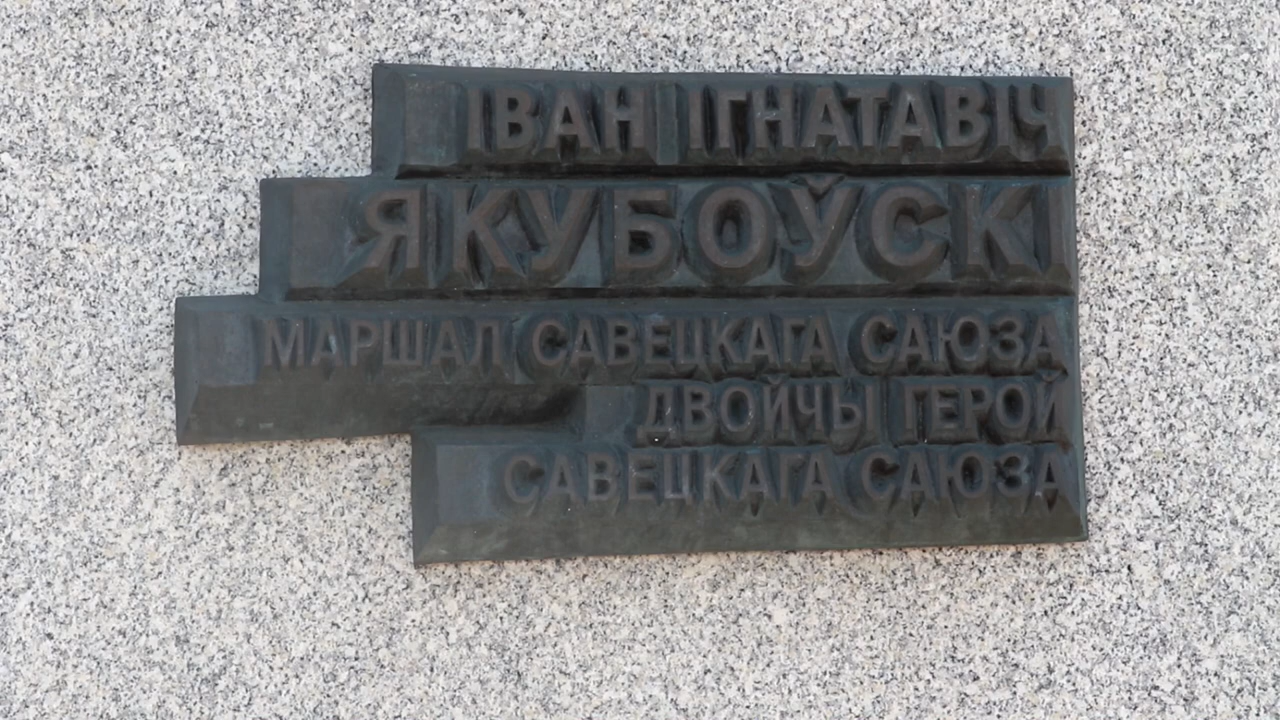 ІВАН ІГНАТАВІЧ
ЯКУБОЎСКІ
МАРШАЛ САВЕЦКАГА САЮЗА
ДВОЙЧЫ ГЕРОЙ
САВЕЦКАГА САЮЗА